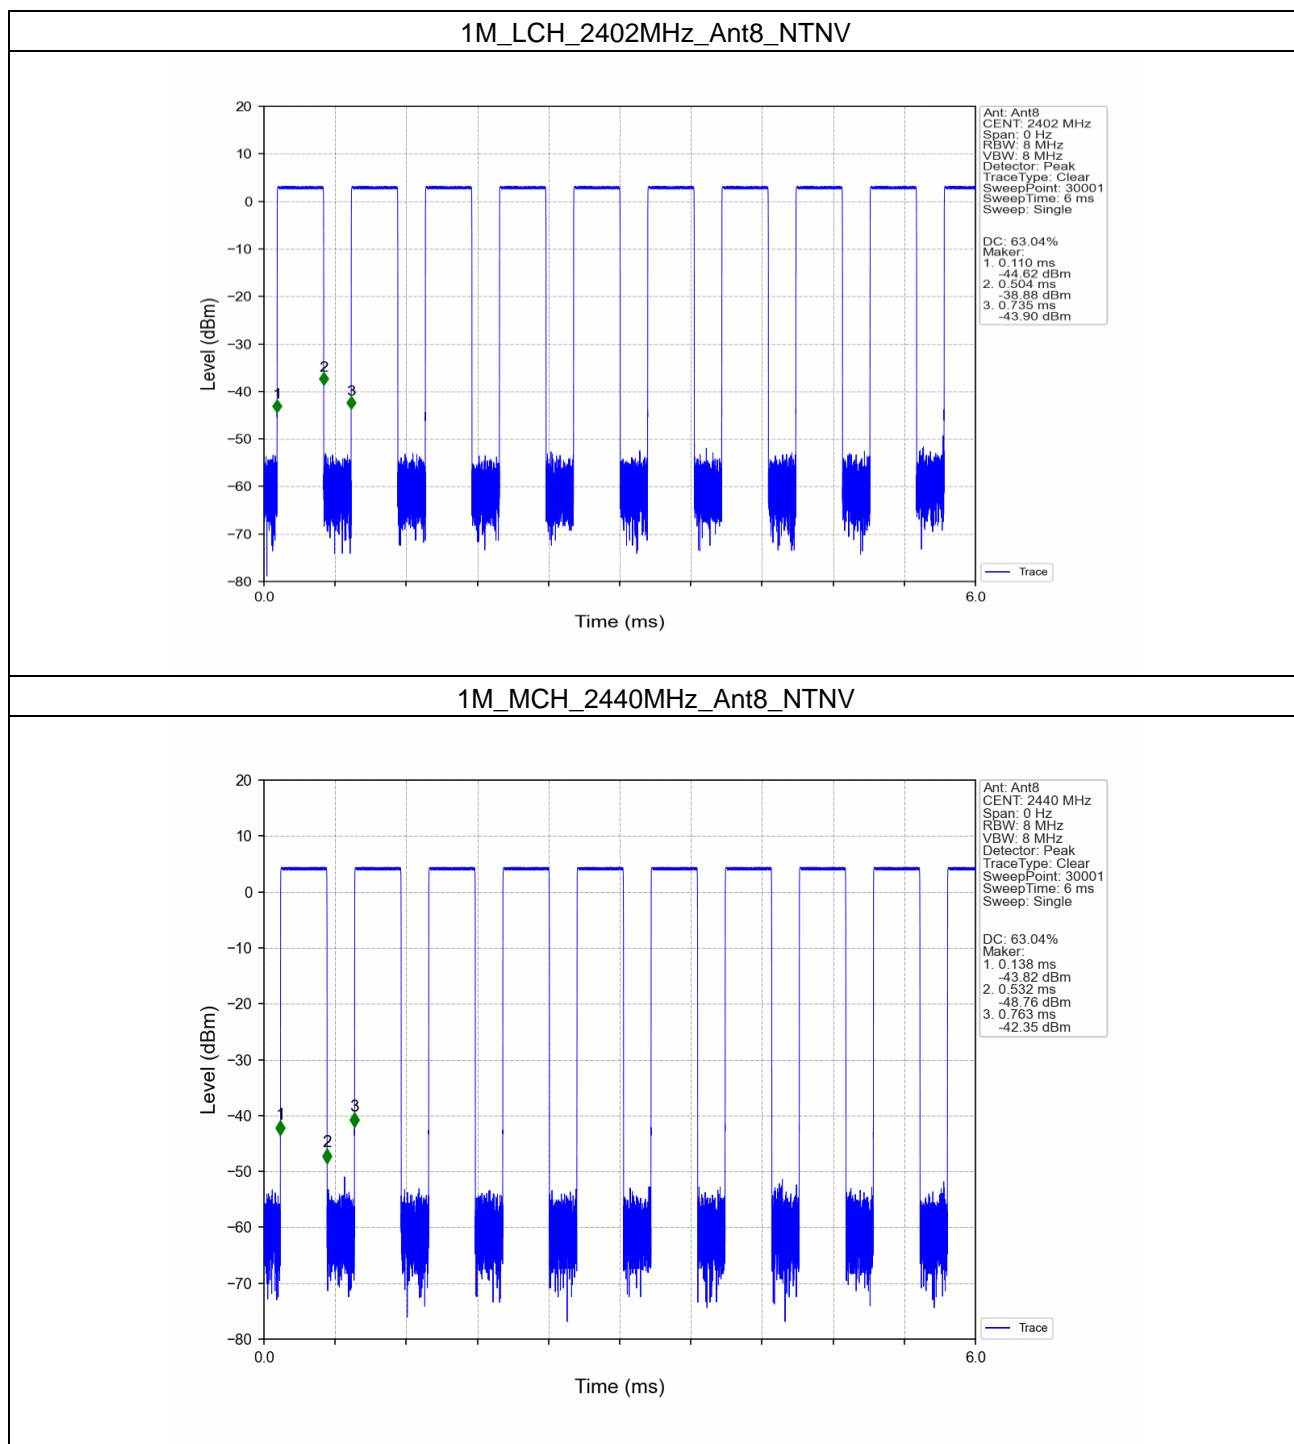 1M_LCH_2402MHz_Ant8_NTNV
20
10
0
−10
−20
−30
−40
−50
−60
−70
−80
Level (dBm)
1
2
3
0.0
6.0
Time (ms)
Ant: Ant8
CENT: 2402 MHz
Span: 0 Hz
RBW: 8 MHz
VBW: 8 MHz
Detector: Peak
TraceType: Clear
SweepPoint: 30001
SweepTime: 6 ms
Sweep: Single
DC: 63.04%
Maker:
1. 0.110 ms
-44.62 dBm
2. 0.504 ms
-38.88 dBm
3. 0.735 ms
-43.90 dBm
Trace
1M_MCH_2440MHz_Ant8_NTNV
20
10
0
−10
−20
−30
−40
−50
−60
−70
−80
Level (dBm)
1
2
3
0.0
6.0
Time (ms)
Ant: Ant8
CENT: 2440 MHz
Span: 0 Hz
RBW: 8 MHz
VBW: 8 MHz
Detector: Peak
TraceType: Clear
SweepPoint: 30001
SweepTime: 6 ms
Sweep: Single
DC: 63.04%
Maker:
1. 0.138 ms
-43.82 dBm
2. 0.532 ms
-48.76 dBm
3. 0.763 ms
-42.35 dBm
Trace